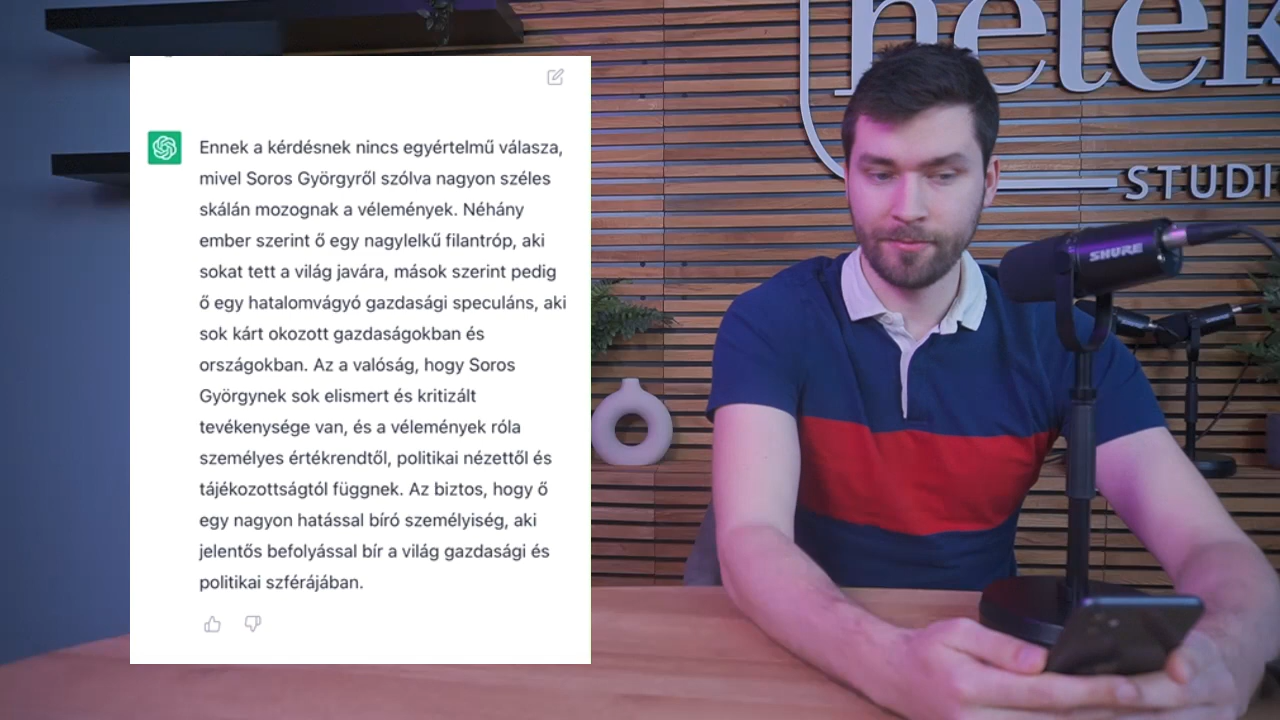 hetek
STUDI
Ennek a kérdésnek nincs egyértelmű válasza,
mivel Soros Györgyről szólva nagyon széles
skálán mozognak a vélemények. Néhány
ember szerint ő egy nagylelkű filantróp, aki
sokat tett a világ javára, mások szerint pedig
ő egy hatalomvágyó gazdasági speculáns, aki
sok kárt okozott gazdaságokban és
országokban. Az a valóság, hogy Soros
Györgynek sok elismert és kritizált
tevékenysége van, és a vélemények róla
személyes értékrendtől, politikai nézettől és
tájékozottságtól függnek. Az biztos, hogy ő
egy nagyon hatással bíró személyiség, aki
jelentős befolyással bír a világ gazdasági és
politikai szférájában.
SHURE